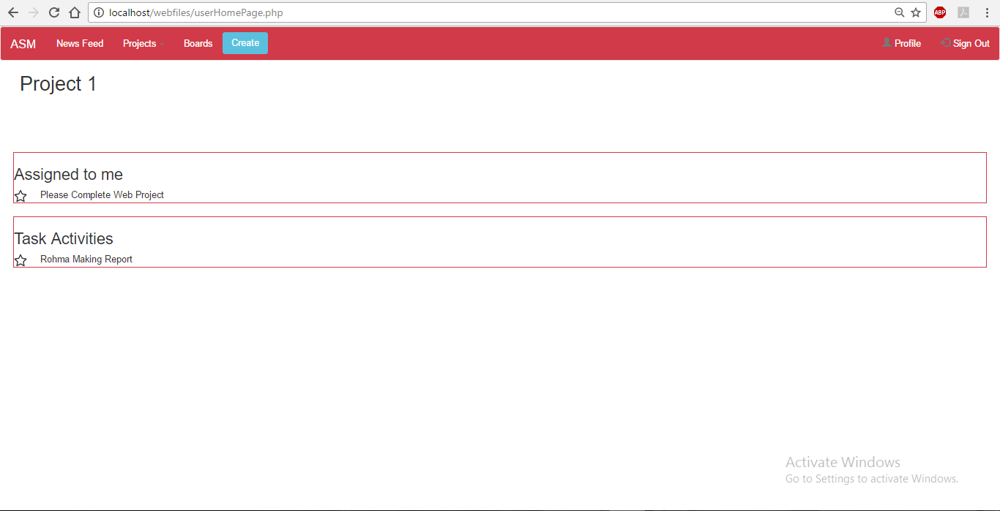 localhost/webfiles/userHomePage.php
ABP
ASM News Feed Projects Boards Create Profile Sign Out
Project 1
Assigned to me
Please Complete Web Project
Task Activities
Rohma Making Report
Activate Windows
Go to Settings to activate Windows.